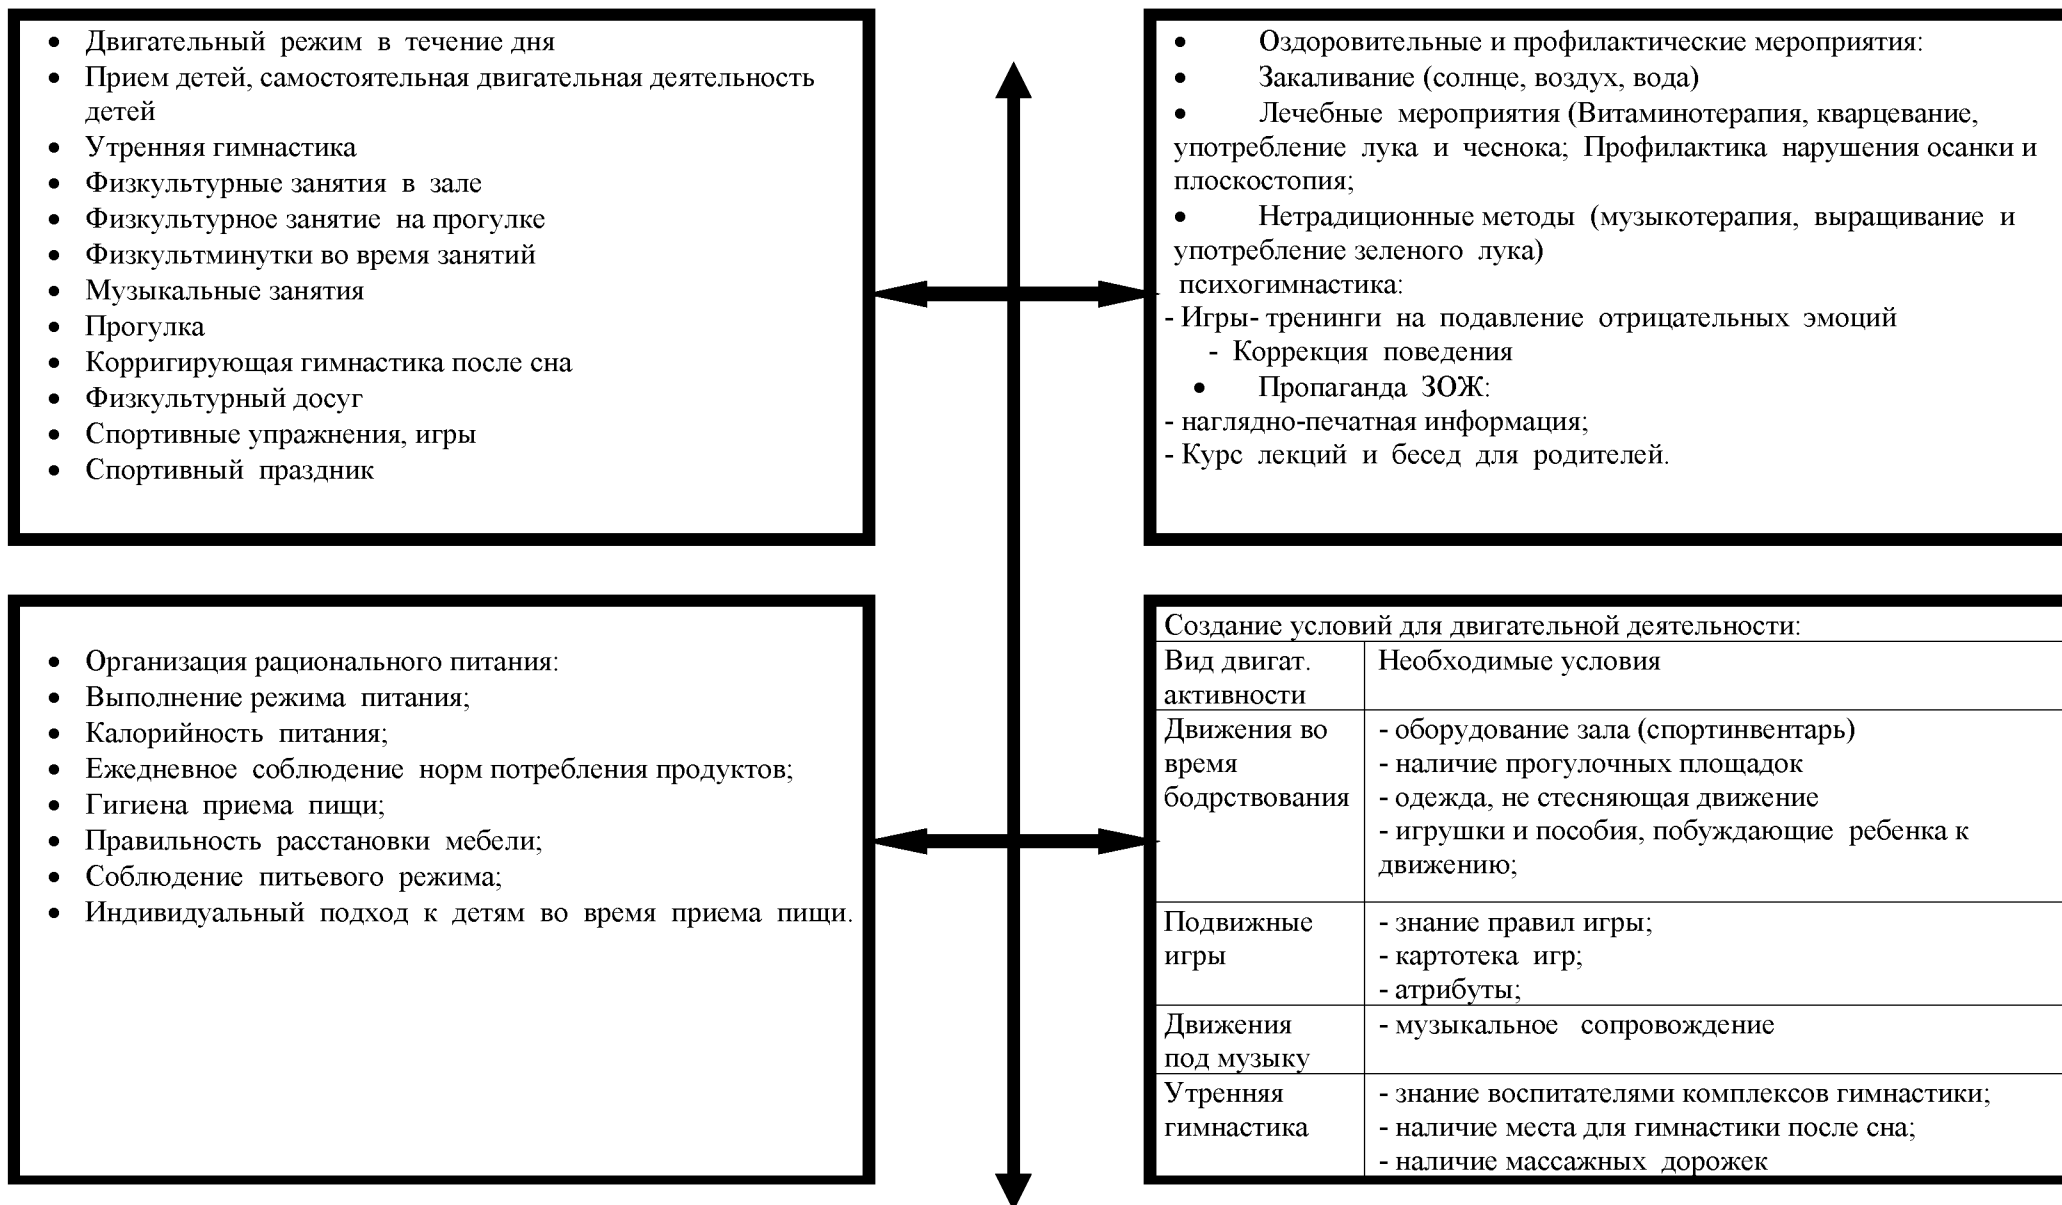 • Двигательный режим в течение дня
• Прием детей, самостоятельная двигательная деятельность
детей
• Утренняя гимнастика
• Физкультурные занятия в зале
• Физкультурное занятие на прогулке
• Физкультминутки во время занятий
• Музыкальные занятия
• Прогулка
• Корригирующая гимнастика после сна
• Физкультурный досуг
• Спортивные упражнения, игры
• Спортивный праздник
• Оздоровительные и профилактические мероприятия:
• Закаливание (солнце, воздух, вода)
• Лечебные мероприятия (Витаминотерапия, кварцевание,
употребление лука и чеснока; Профилактика нарушения осанки и
плоскостопия;
• Нетрадиционные методы (музыкотерапия, выращивание и
употребление зеленого лука)
психогимнастика:
- Игры- тренинги на подавление отрицательных эмоций
- Коррекция поведения
• Пропаганда ЗОЖ:
- наглядно-печатная информация;
- Курс лекций и бесед для родителей.
• Организация рационального питания:
• Выполнение режима питания;
• Калорийность питания;
• Ежедневное соблюдение норм потребления продуктов;
• Гигиена приема пищи;
• Правильность расстановки мебели;
• Соблюдение питьевого режима;
• Индивидуальный подход к детям во время приема пищи.
Создание условий для двигательной деятельности:
Вид двигат.
активности
Необходимые условия
Движения во
время
бодрствования
- оборудование зала (спортинвентарь)
- наличие прогулочных площадок
- одежда, не стесняющая движение
- игрушки и пособия, побуждающие ребенка к
движению;
Подвижные
игры
- знание правил игры;
- картотека игр;
- атрибуты;
Движения
под музыку
- музыкальное сопровождение
Утренняя
гимнастика
- знание воспитателями комплексов гимнастики;
- наличие места для гимнастики после сна;
- наличие массажных дорожек